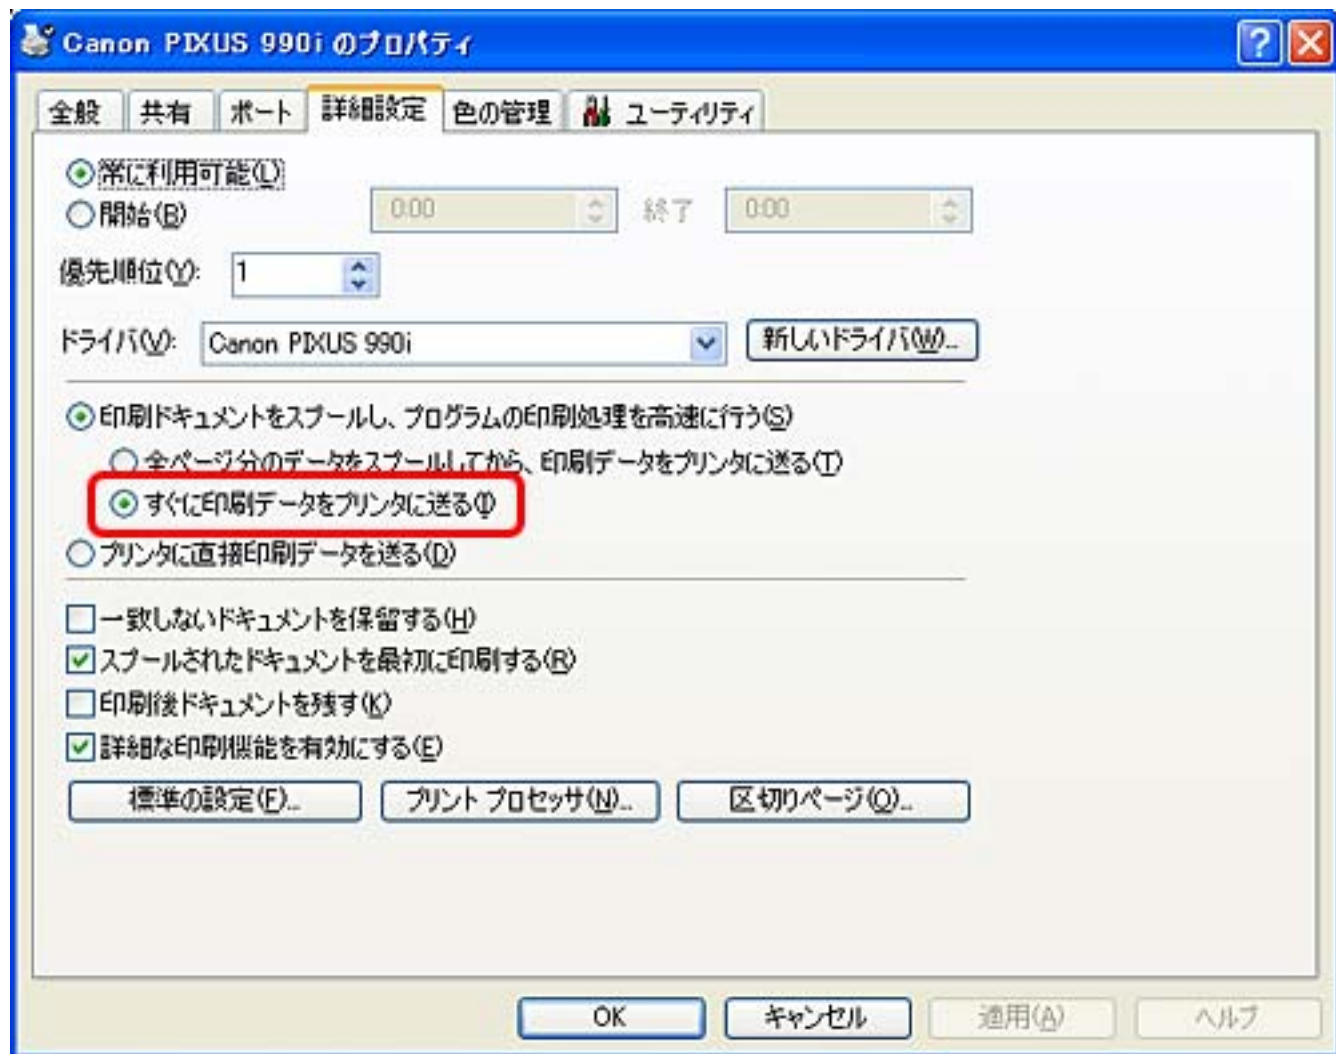 Canon PIXUS 990i のプロパティ
全般 共有 ポート 詳細設定 色の管理 ユーティリティ
常に利用可能(L)
開始(B) 0:00 終了 0:00
優先順位(Y): 1
ドライバ(V): Canon PIXUS 990i 新しいドライバ(W)...
印刷ドキュメントをスプールし、プログラムの印刷処理を高速に行う(S)
全ページ分のデータをスプールしてから、印刷データをプリンタに送る(T)
すぐに印刷データをプリンタに送る(I)
プリンタに直接印刷データを送る(D)
一致しないドキュメントを保留する(H)
スプールされたドキュメントを最初に印刷する(R)
印刷後ドキュメントを残す(K)
詳細な印刷機能を有効にする(E)
標準の設定(F)... プリント プロセッサ(N)... 区切りページ(O)...
OK キャンセル 適用(A) ヘルプ